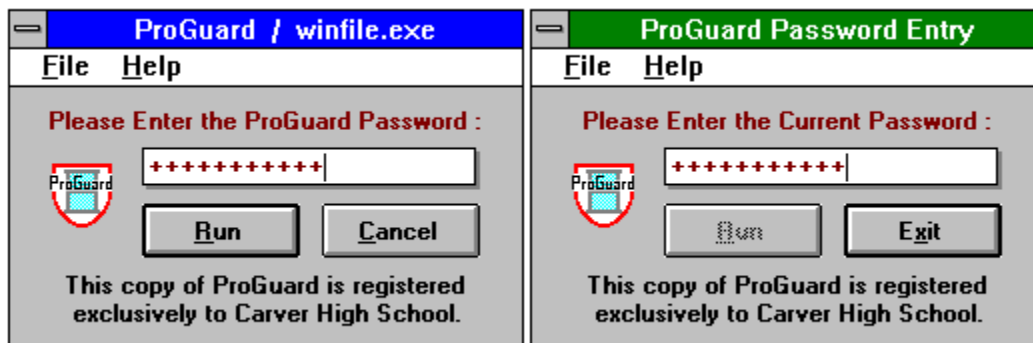 ProGuard / winfile.exe
File Help
Please Enter the ProGuard Password :
ProGuard
+++++++++++
Run Cancel
This copy of ProGuard is registered
exclusively to Carver High School.
ProGuard Password Entry
File Help
Please Enter the Current Password :
ProGuard
+++++++++++
Run Exit
This copy of ProGuard is registered
exclusively to Carver High School.